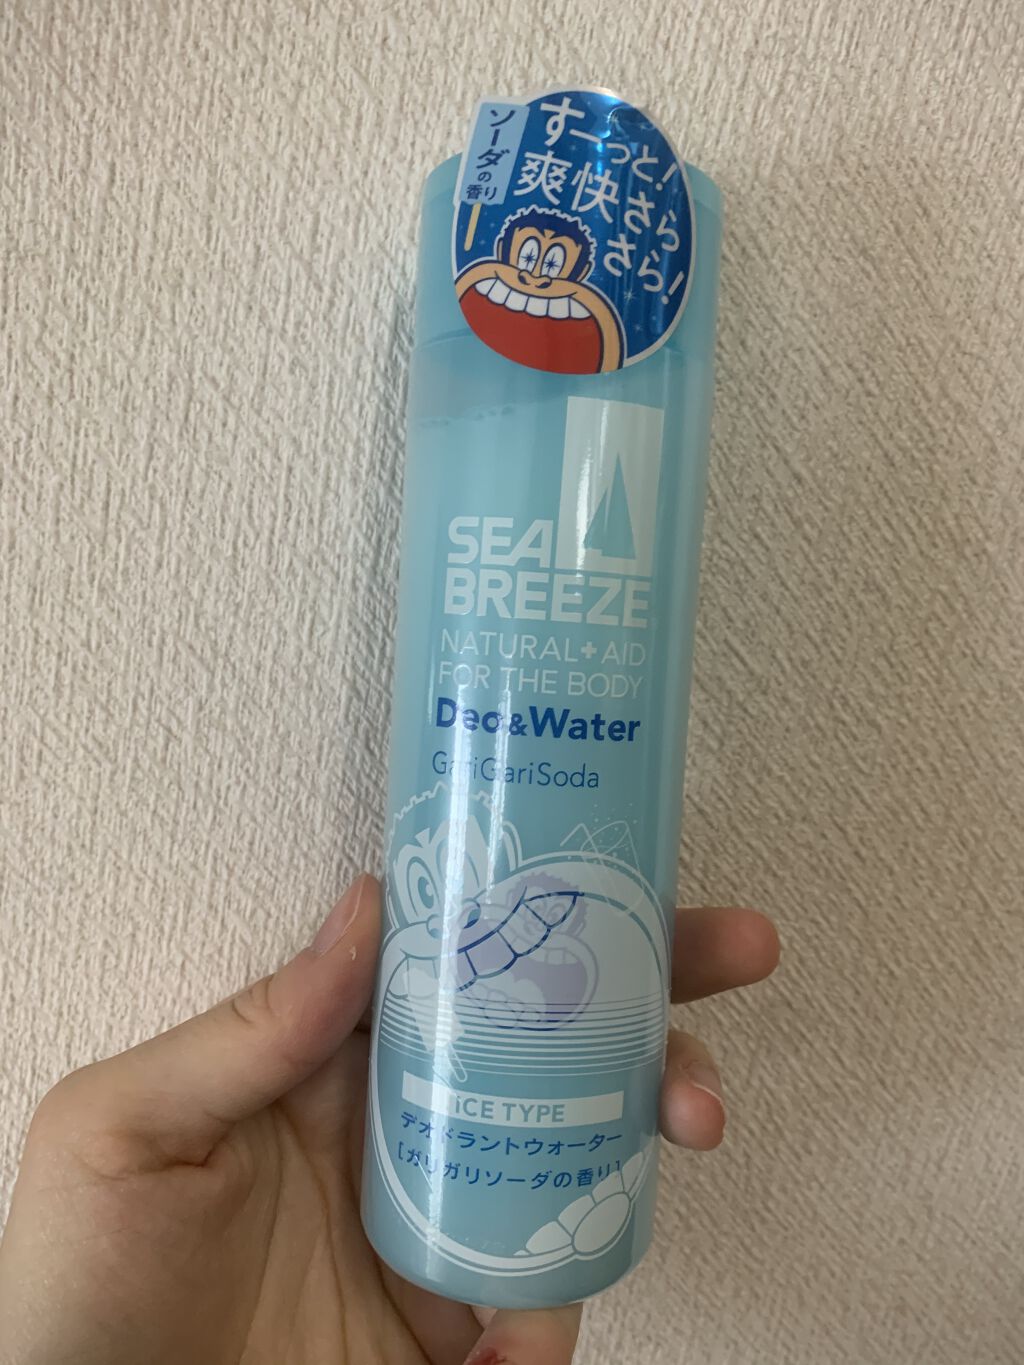 ソーダの香り
すーっと!
爽快さら
さら!
SEA
BREEZE
NATURAL+AID
FOR THE BODY
Deo&Water
GariGariSoda
iCE TYPE
デオドラントウォーター
[ガリガリソーダの香り]